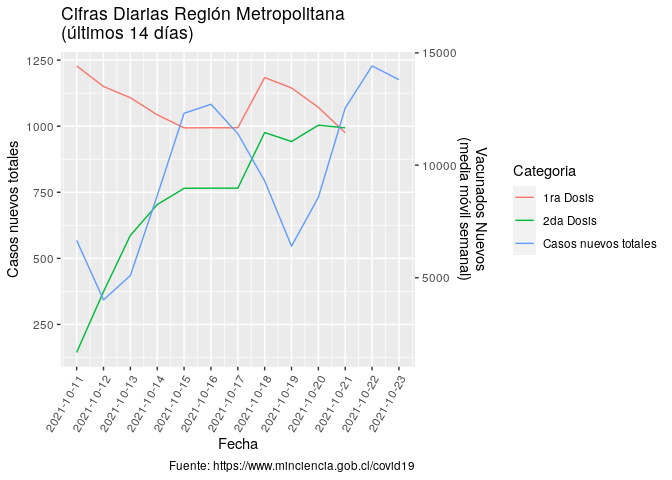 Cifras Diarias Región Metropolitana
(últimos 14 días)
Casos nuevos totales
1250
1000
750
500
250
15000
10000
5000
Vacunados Nuevos
(media móvil semanal)
2021-10-11
2021-10-12
2021-10-13
2021-10-14
2021-10-15
2021-10-16
2021-10-17
2021-10-18
2021-10-19
2021-10-20
2021-10-21
2021-10-22
2021-10-23
Fecha
Fuente: https://www.minciencia.gob.cl/covid19
Categoria
1ra Dosis
2da Dosis
Casos nuevos totales